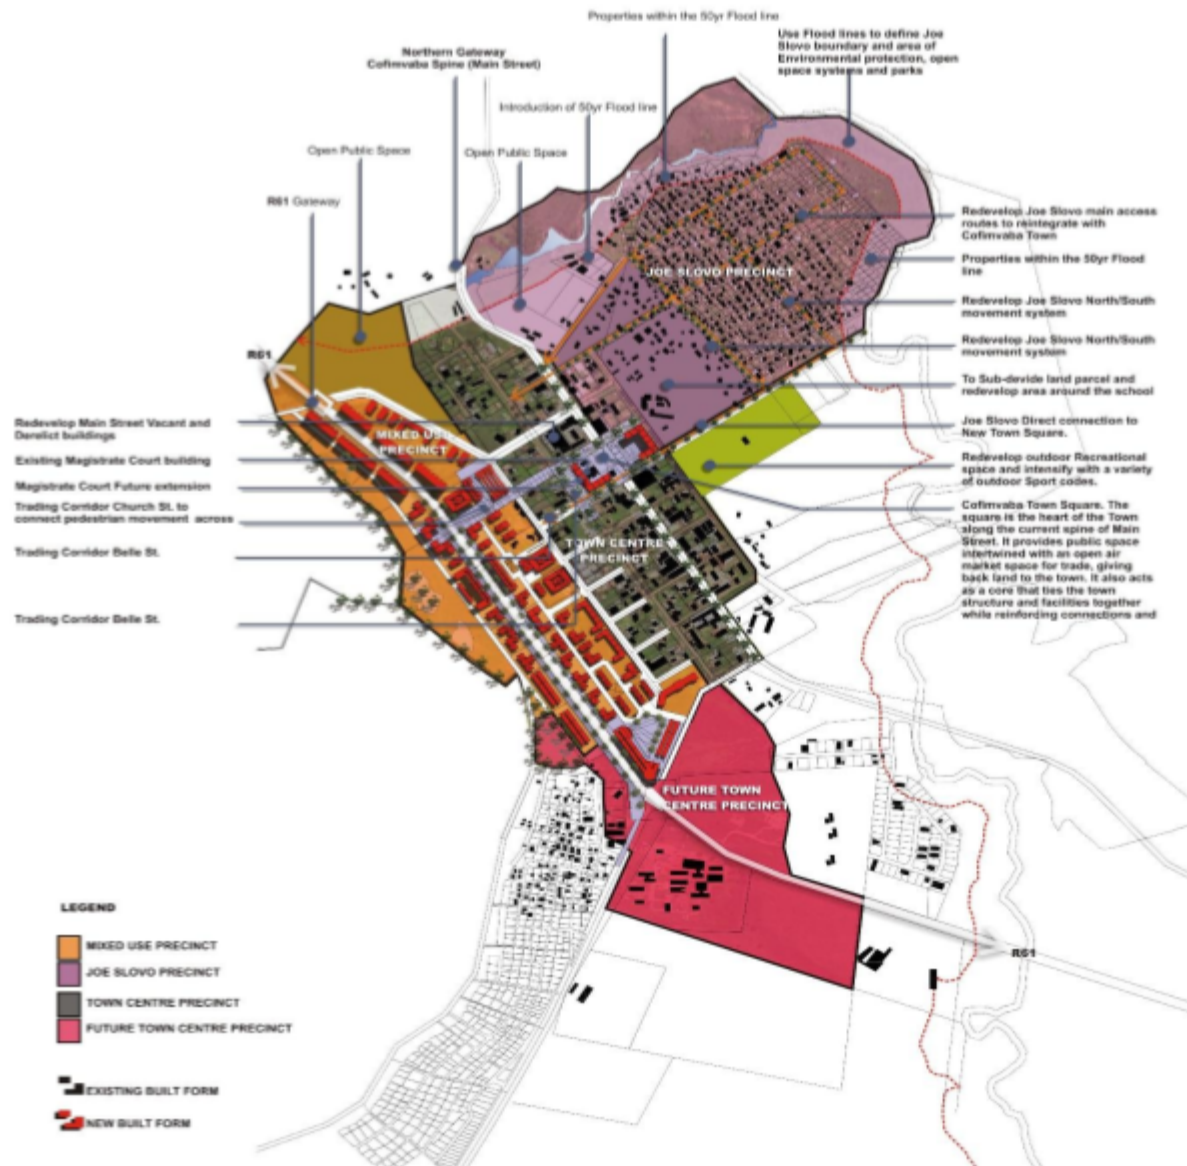 Properties within the 50yr Flood line
Use Flood lines to define Joe
Slovo boundary and area of
Environmental protection, open
space systems and parks
Northern Gateway
Cofimvaba Spine (Main Street)
Introduction of 50yr Flood line
Open Public Space
Open Public Space
R61 Gateway
Redevelop Joe Slovo main access
routes to reintegrate with
Cofimvaba Town
Properties within the 50yr Flood
line
JOE SLOVO PRECINCT
Redevelop Joe Slovo North/South
movement system
Redevelop Joe Slovo North/South
movement system
R61
To Sub-devide land parcel and
redevelop area around the school
Redevelop Main Street Vacant and
Derelict buildings
MIXED USE
PRECINCT
Joe Slovo Direct connection to
New Town Square.
Existing Magistrate Court building
Redevelop outdoor Recreational
space and intensify with a variety
of outdoor Sport codes.
Magistrate Court Future extension
Trading Corridor Church St. to
connect pedestrian movement across
Cofimvaba Town Square. The
square is the heart of the Town
along the current spine of Main
Street. It provides public space
intertwined with an open air
market space for trade, giving
back land to the town. It also acts
as a core that ties the town
structure and facilities together
while reinforcing connections and
TOWN CENTRE
PRECINCT
Trading Corridor Belle St.
Trading Corridor Belle St.
FUTURE TOWN
CENTRE PRECINCT
R61
LEGEND
MIXED USE PRECINCT
JOE SLOVO PRECINCT
TOWN CENTRE PRECINCT
FUTURE TOWN CENTRE PRECINCT
EXISTING BUILT FORM
NEW BUILT FORM